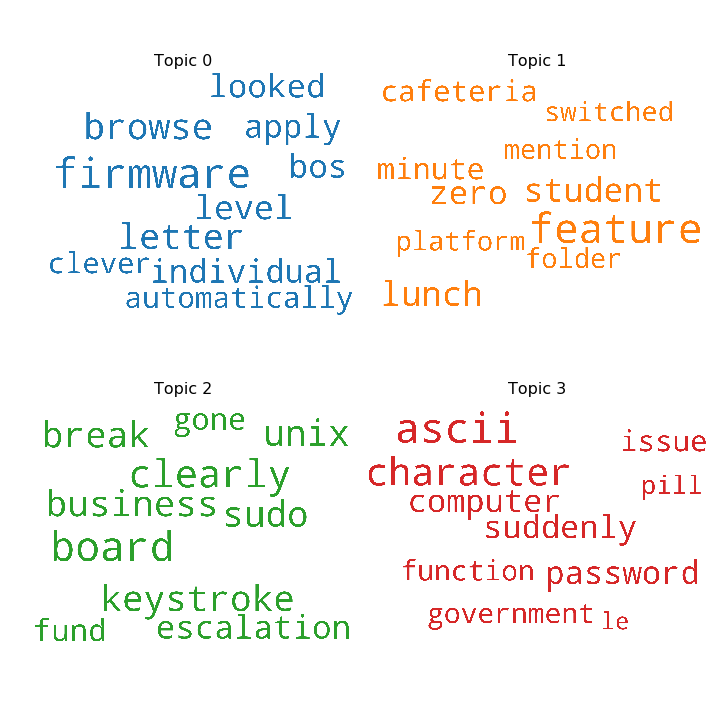 Topic 0
looked
browse apply
firmware bos
level
letter
clever individual
automatically
Topic 1
cafeteria
switched
mention
minute
zero student
feature
platform
folder
lunch
Topic 2
gone
break unix
clearly
business sudo
board
keystroke
fund escalation
Topic 3
ascii
issue
character
pill
computer
suddenly
function password
government le